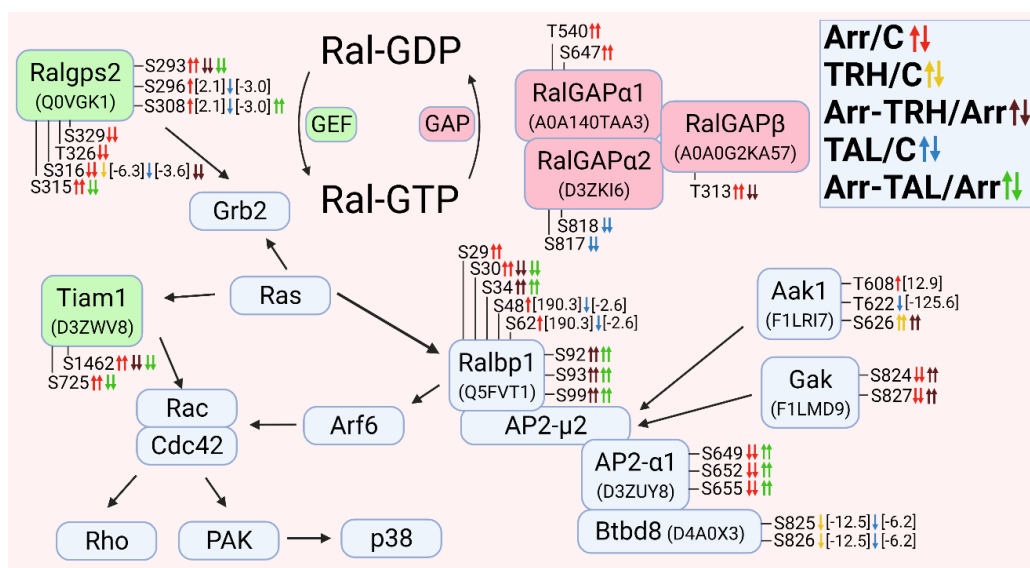 Ralgps2
(Q0VGK1)
S293↑↑↓↓↓↓
S296↑[2.1]↓[-3.0]
S308↑[2.1]↓[-3.0]↑↑
S329↓↓
T326↓↓
S316↓↓↓[-6.3]↓[-3.6]↓↓
S315↑↑↓↓
Ral-GDP
GEF
GAP
Ral-GTP
T540↑↑
S647↑↑
RalGAPα1
(A0A140TAA3)
RalGAPα2
(D3ZKI6)
RalGAPβ
(A0A0G2KA57)
T313↑↑↓↓
S818↓↓
S817↓↓
Arr/C↑↓
TRH/C↑↓
Arr-TRH/Arr↑↓
TAL/C↑↓
Arr-TAL/Arr↑↓
Grb2
Ras
Tiam1
(D3ZWV8)
S1462↑↑↓↓↓↓
S725↑↑↓↓
Rac
Cdc42
Arf6
Rho
PAK
p38
S29↑↑
S30↑↑↓↓↓↓
S34↑↑↑↑
S48↑[190.3]↓[-2.6]
S62↑[190.3]↓[-2.6]
Ralbp1
(Q5FVT1)
S92↑↑↑↑
S93↑↑↑↑
S99↑↑↑↑
AP2-μ2
AP2-α1
(D3ZUY8)
S649↓↓↑↑
S652↓↓↑↑
S655↓↓↑↑
Btbd8 (D4A0X3)
S825↓[-12.5]↓[-6.2]
S826↓[-12.5]↓[-6.2]
Aak1
(F1LRI7)
T608↑[12.9]
T622↓[-125.6]
S626↑↑↑↑
Gak
(F1LMD9)
S824↓↓↑↑
S827↓↓↑↑